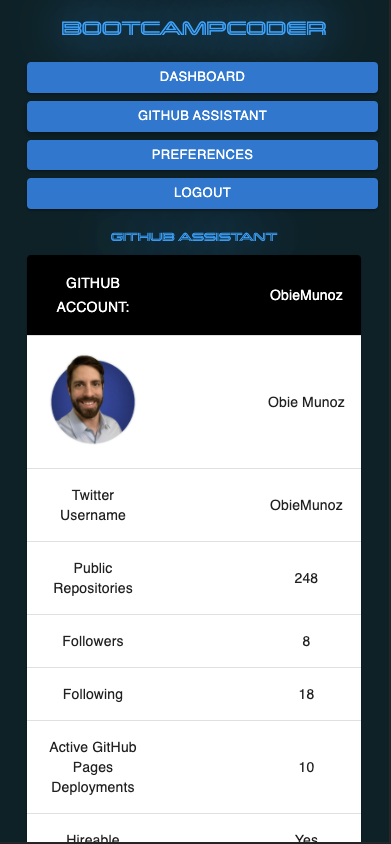 BOOTCAMPCODER
DASHBOARD
GITHUB ASSISTANT
PREFERENCES
LOGOUT
GITHUB ASSISTANT
GITHUB
ACCOUNT:
ObieMunoz
Obie Munoz
Twitter
Username
ObieMunoz
Public
Repositories
248
Followers
8
Following
18
Active GitHub
Pages
Deployments
10
Hireable
Yes